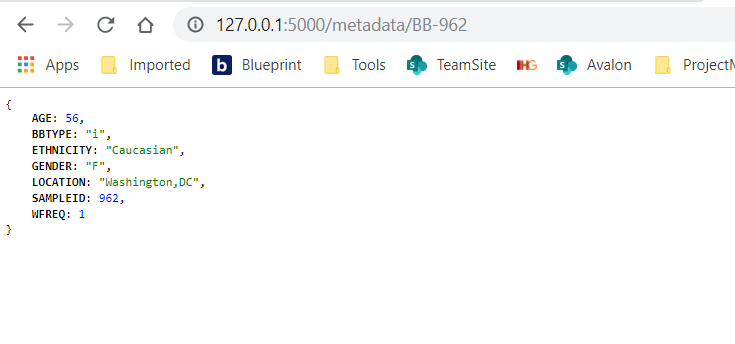 127.0.0.1:5000/metadata/BB-962
Apps Imported b Blueprint Tools S TeamSite IHG S Avalon ProjectM
{
AGE: 56,
BBTYPE: "i",
ETHNICITY: "Caucasian",
GENDER: "F",
LOCATION: "Washington,DC",
SAMPLEID: 962,
WFREQ: 1
}